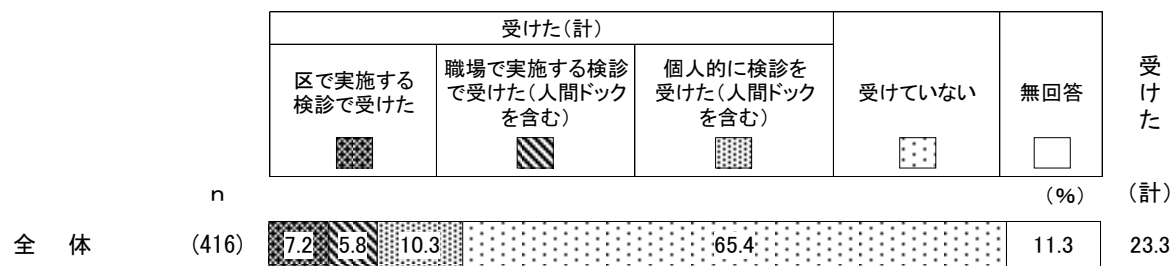 受けた（計）
区で実施する
検診で受けた
職場で実施する検診
で受けた（人間ドック
を含む）
個人的に検診を
受けた（人間ドック
を含む）
受けていない
無回答
受けた
（計）
n
（％）
全 体 （416） 7.2 5.8 10.3 65.4 11.3 23.3